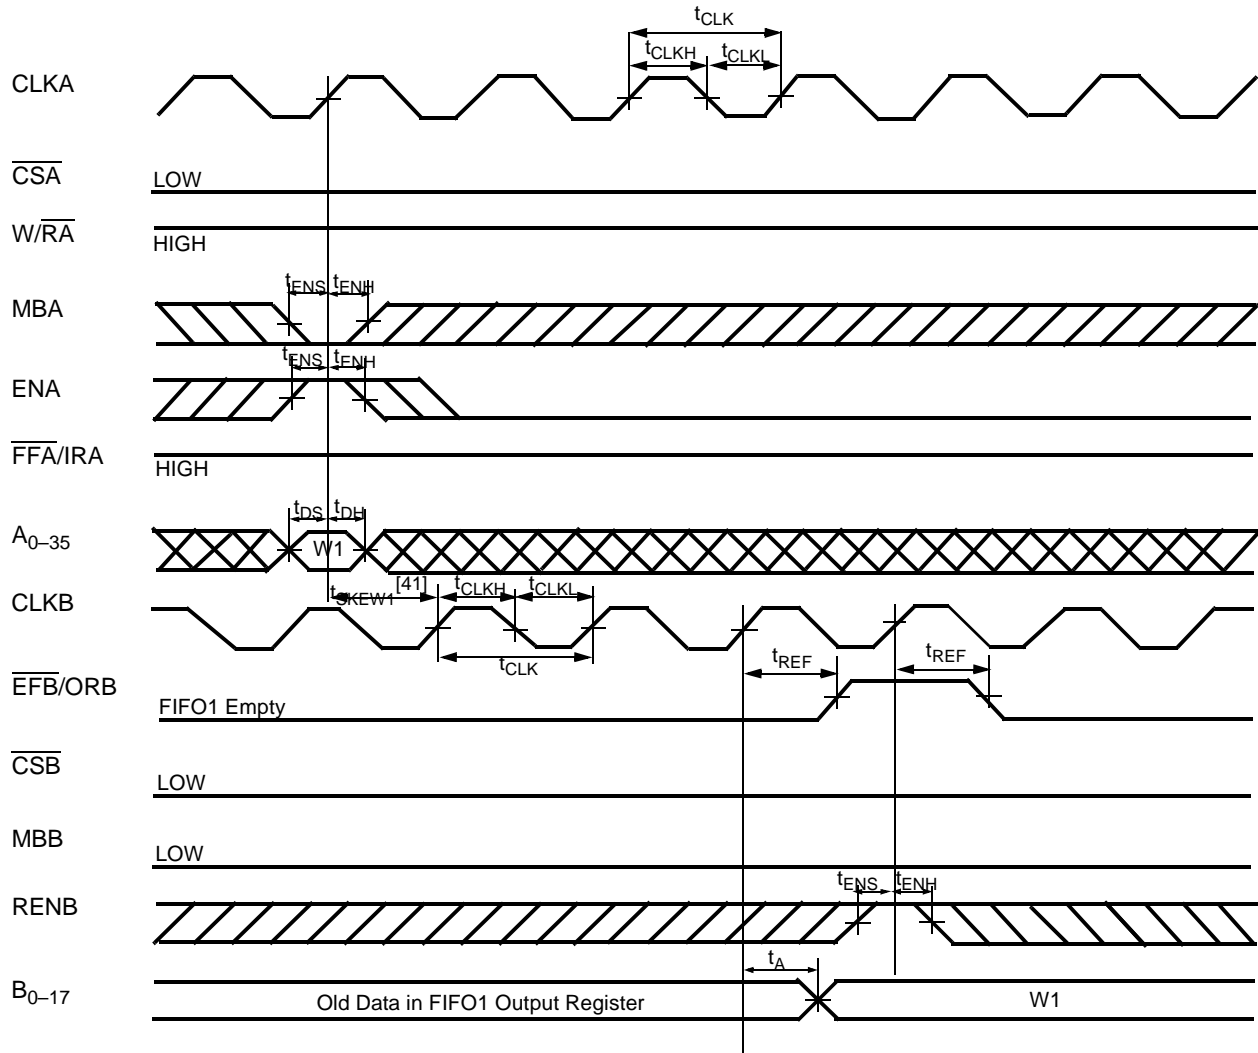 tCLK
tCLKH tCLKL
CLKA
CSA
LOW
W/RA
HIGH
tENS tENH
MBA
tENS tENH
ENA
FFA/IRA
HIGH
tDS tDH
A0–35
W1
tSKEW1 [41] tCLKH tCLKL
CLKB
tCLK
tREF tREF
EFB/ORB
FIFO1 Empty
CSB
LOW
MBB
LOW
tENS tENH
RENB
tA
B0–17
Old Data in FIFO1 Output Register W1